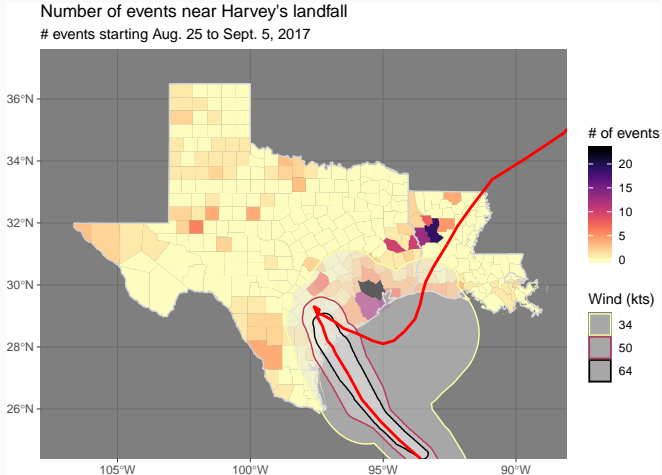 Number of events near Harvey's landfall
# events starting Aug. 25 to Sept. 5, 2017
36°N
34°N
32°N
30°N
28°N
26°N
105°W
100°W
95°W
90°W
# of events
20
15
10
5
0
Wind (kts)
34
50
64